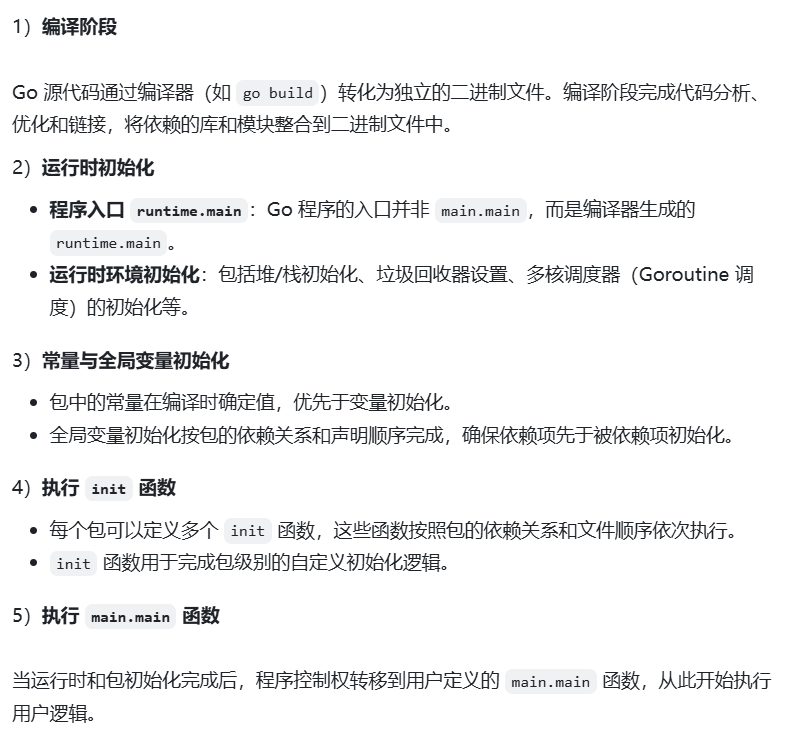 1）编译阶段
Go 源代码通过编译器（如 go build）转化为独立的二进制文件。编译阶段完成代码分析、
优化和链接，将依赖的库和模块整合到二进制文件中。
2）运行时初始化
• 程序入口 runtime.main：Go 程序的入口并非 main.main，而是编译器生成的
runtime.main。
• 运行时环境初始化：包括堆/栈初始化、垃圾回收器设置、多核调度器（Goroutine 调
度）的初始化等。
3）常量与全局变量初始化
• 包中的常量在编译时确定值，优先于变量初始化。
• 全局变量初始化按包的依赖关系和声明顺序完成，确保依赖项先于被依赖项初始化。
4）执行 init 函数
• 每个包可以定义多个 init 函数，这些函数按照包的依赖关系和文件顺序依次执行。
• init 函数用于完成包级别的自定义初始化逻辑。
5）执行 main.main 函数
当运行时和包初始化完成后，程序控制权转移到用户定义的 main.main 函数，从此开始执行
用户逻辑。